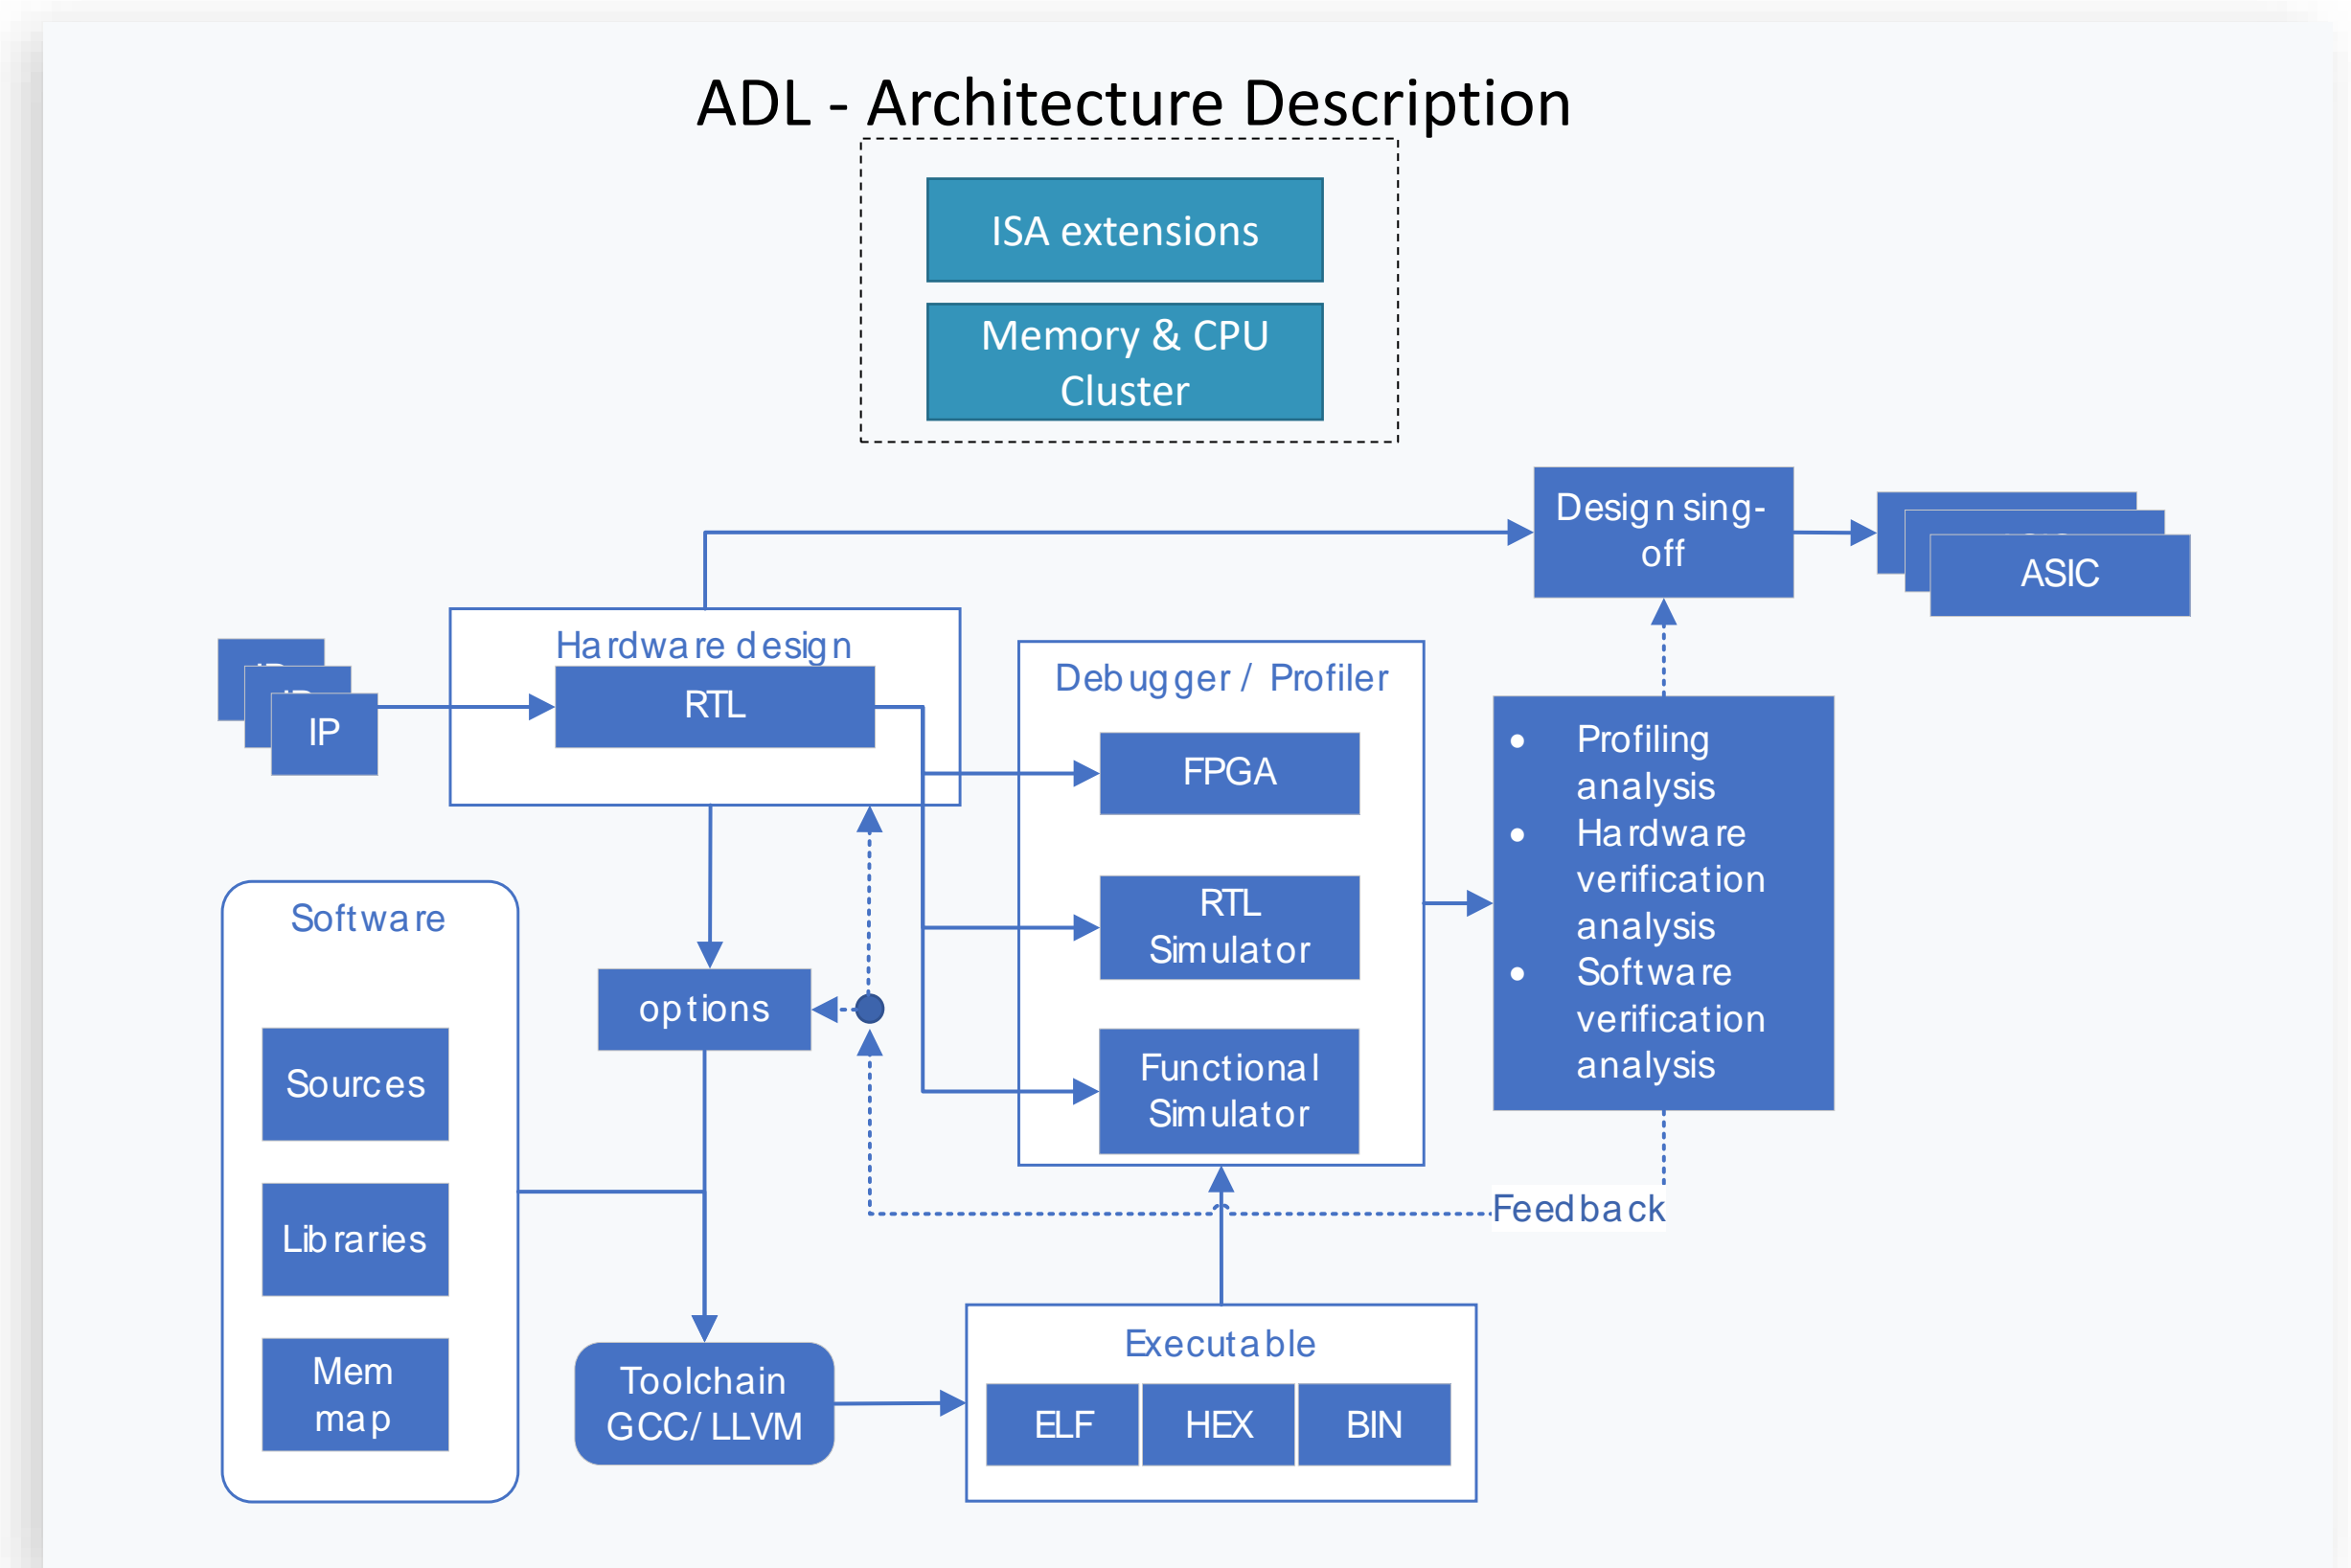 ADL - Architecture Description
ISA extensions
Memory & CPU
Cluster
Design sing-
off
ASIC
Hardware design
RTL
IP
Debugger / Profiler
FPGA
RTL
Simulator
Functional
Simulator
Profiling
analysis
Hardware
verification
analysis
Software
verification
analysis
Software
Sources
Libraries
Mem
map
options
Feedback
Toolchain
GCC/ LLVM
Executable
ELF
HEX
BIN